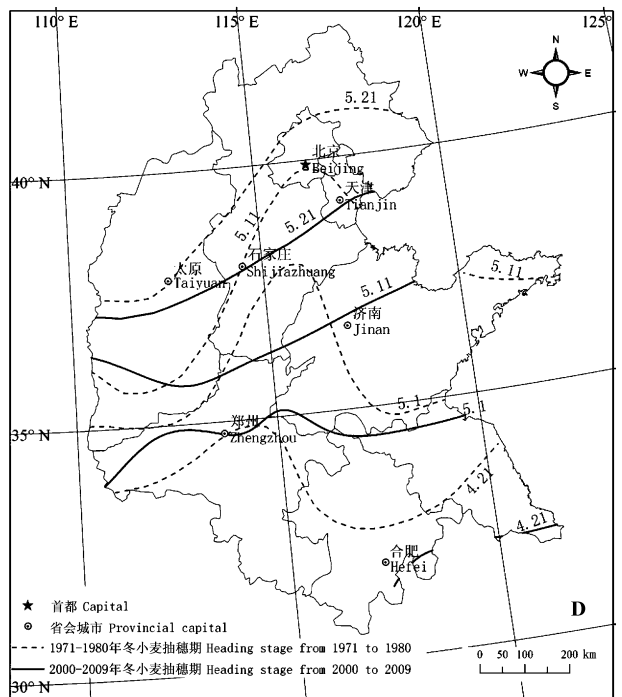 110° E 115° E 120° E 125°
N
W E
S
5.21
北京
Beijing
40° N
天津
Tianjin
5.11
5.21
石家庄
Shijiazhuang
太原
Taiyuan
5.11
5.11
济南
Jinan
5.1
5.1
郑州
Zhengzhou
35° N
4.21
4.21
合肥
Hefei
首都 Capital
D
省会城市 Provincial capital
1971-1980年冬小麦抽穗期 Heading stage from 1971 to 1980
2000-2009年冬小麦抽穗期 Heading stage from 2000 to 2009
0 50 100 200 km
30° N